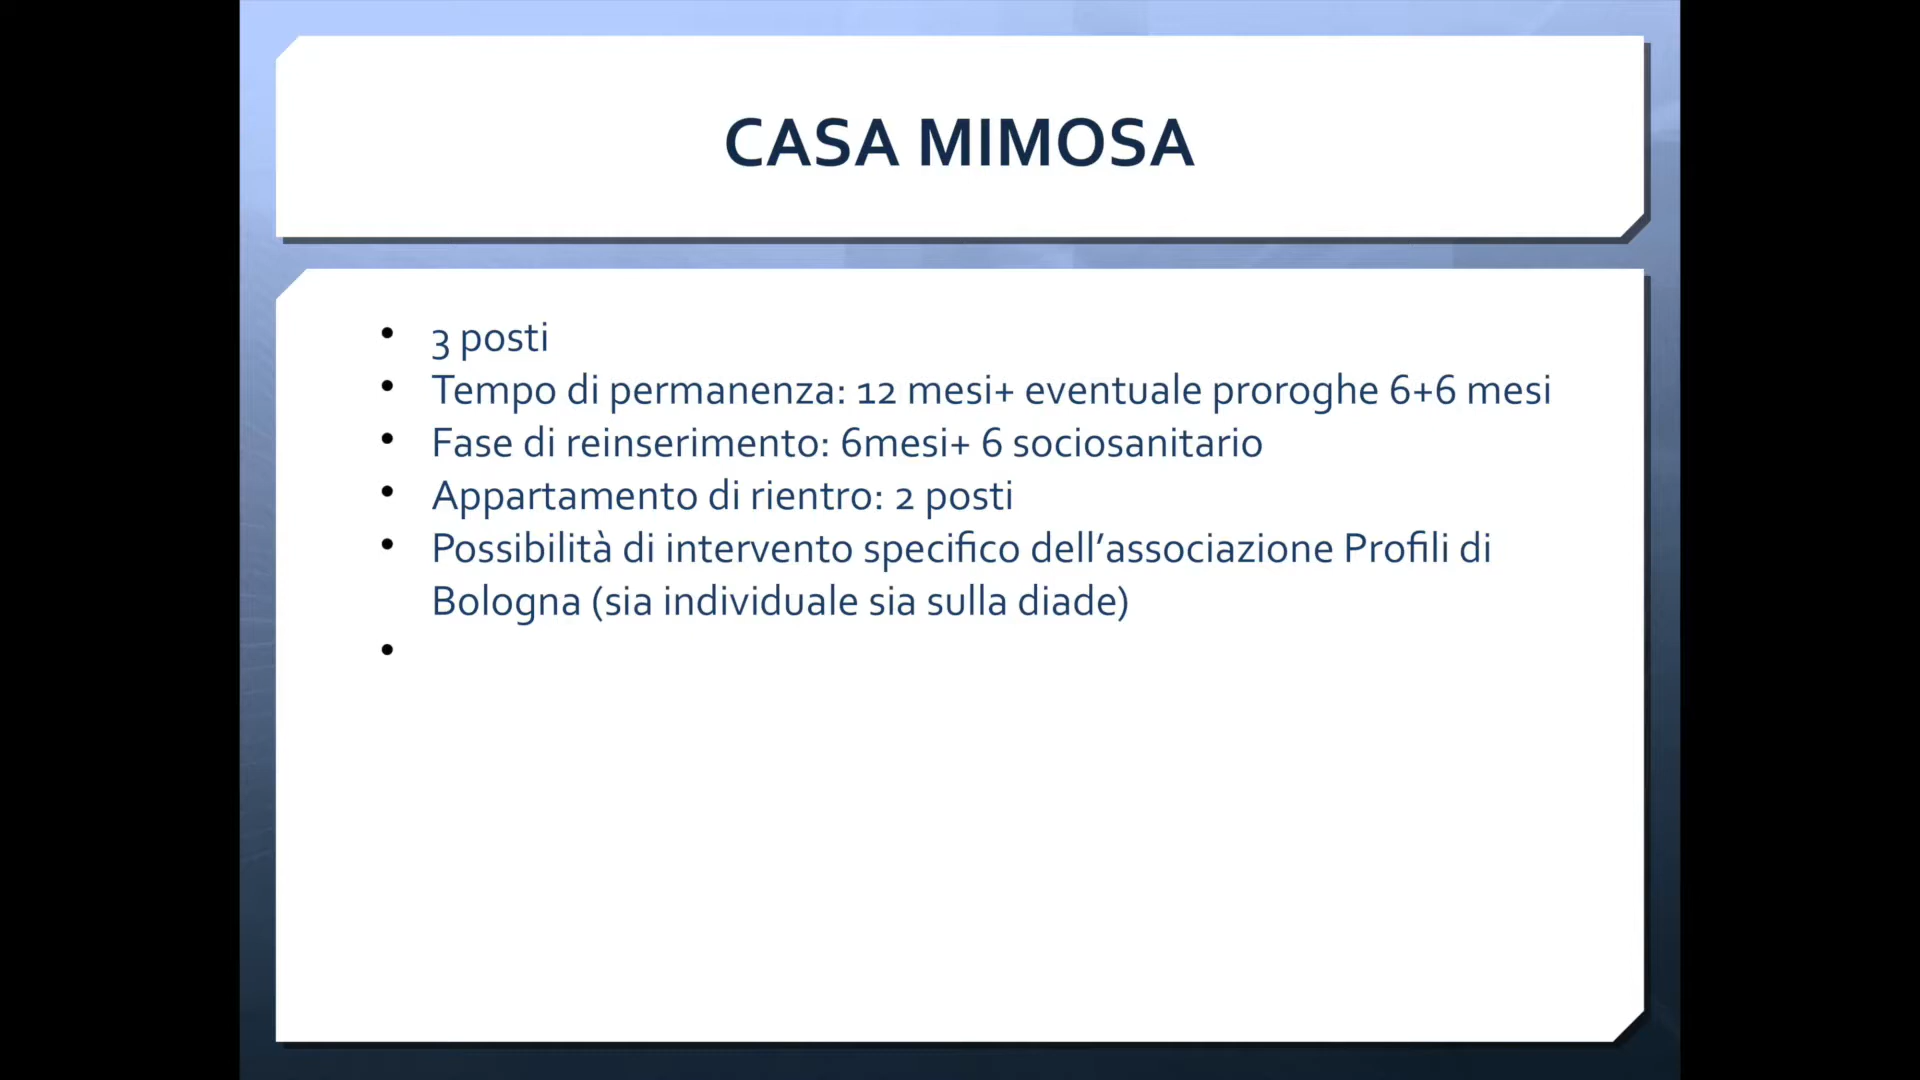 CASA MIMOSA
• 3 posti
• Tempo di permanenza: 12 mesi+ eventuale proroghe 6+6 mesi
• Fase di reinserimento: 6mesi+ 6 sociosanitario
• Appartamento di rientro: 2 posti
• Possibilità di intervento specifico dell’associazione Profili di
Bologna (sia individuale sia sulla diade)
•